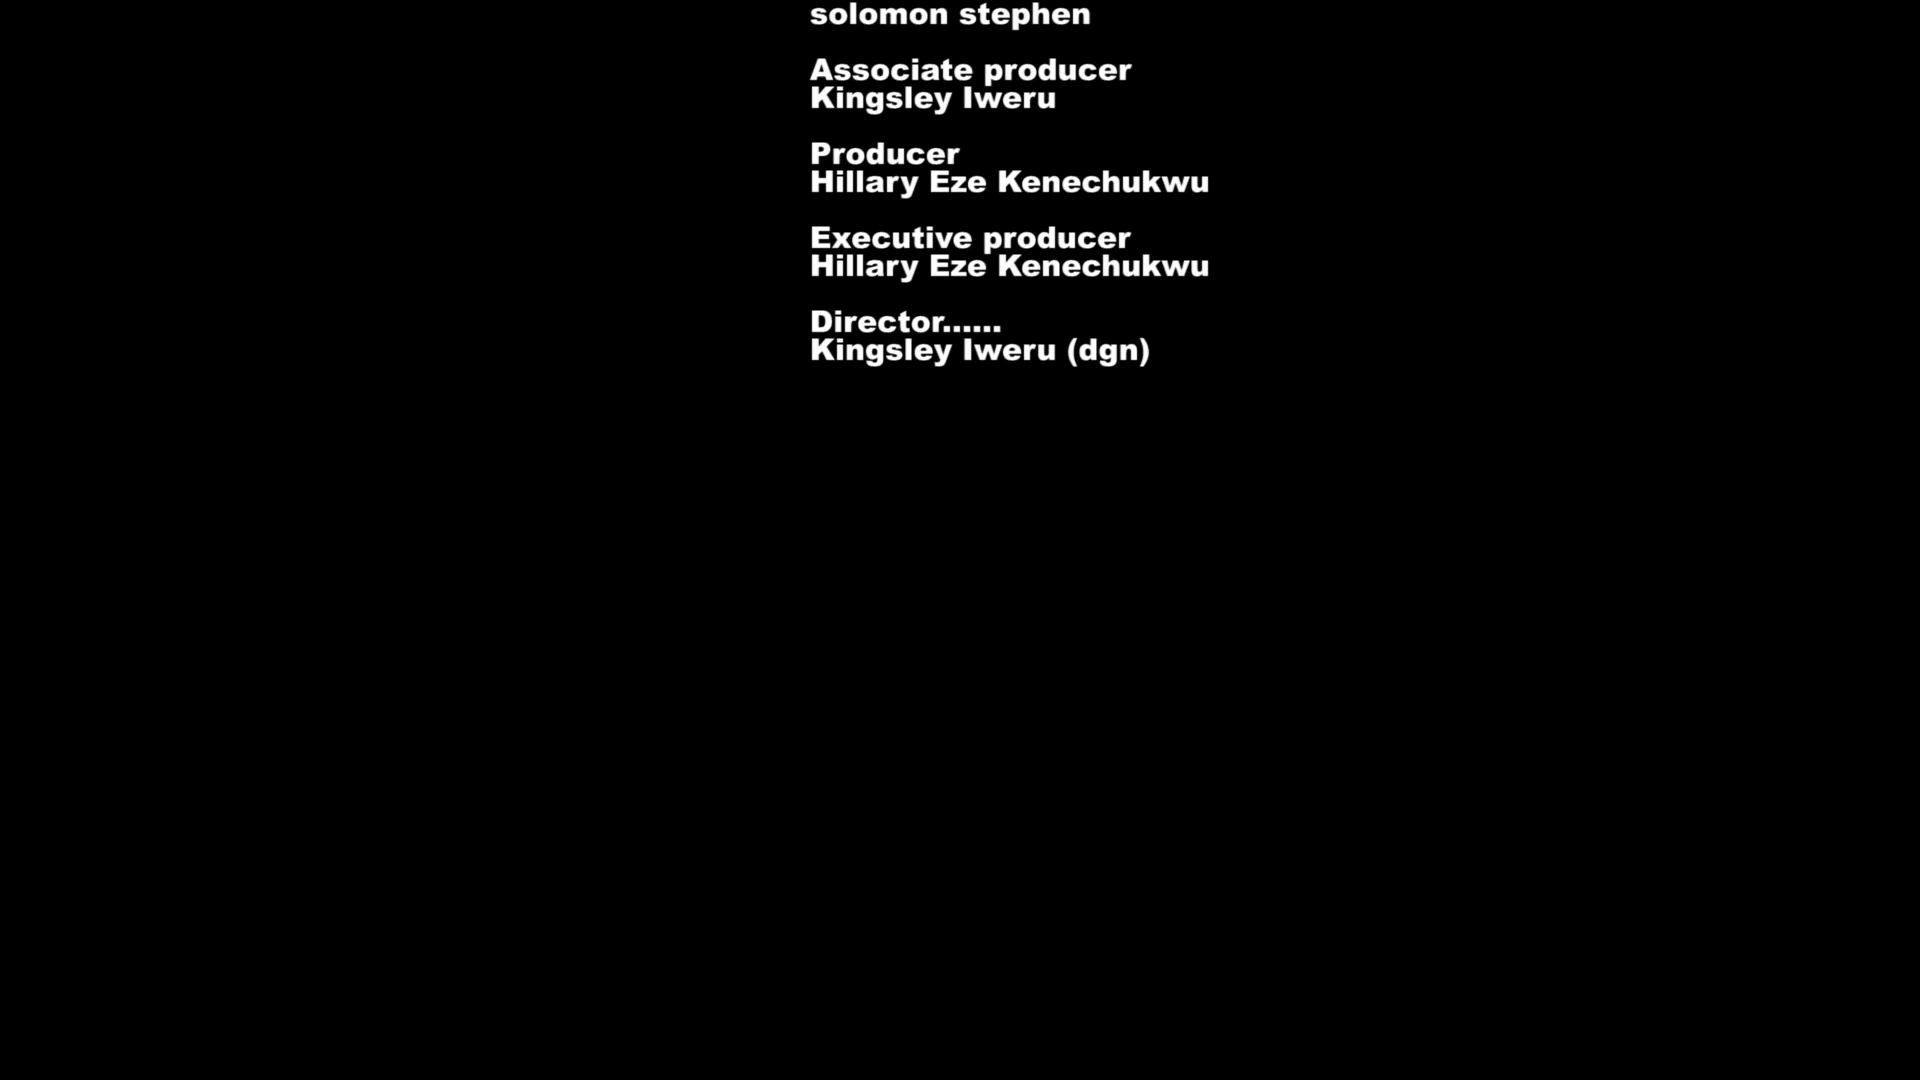 solomon stephen
Associate producer
Kingsley Iweru
Producer
Hillary Eze Kenechukwu
Executive producer
Hillary Eze Kenechukwu
Director......
Kingsley Iweru (dgn)